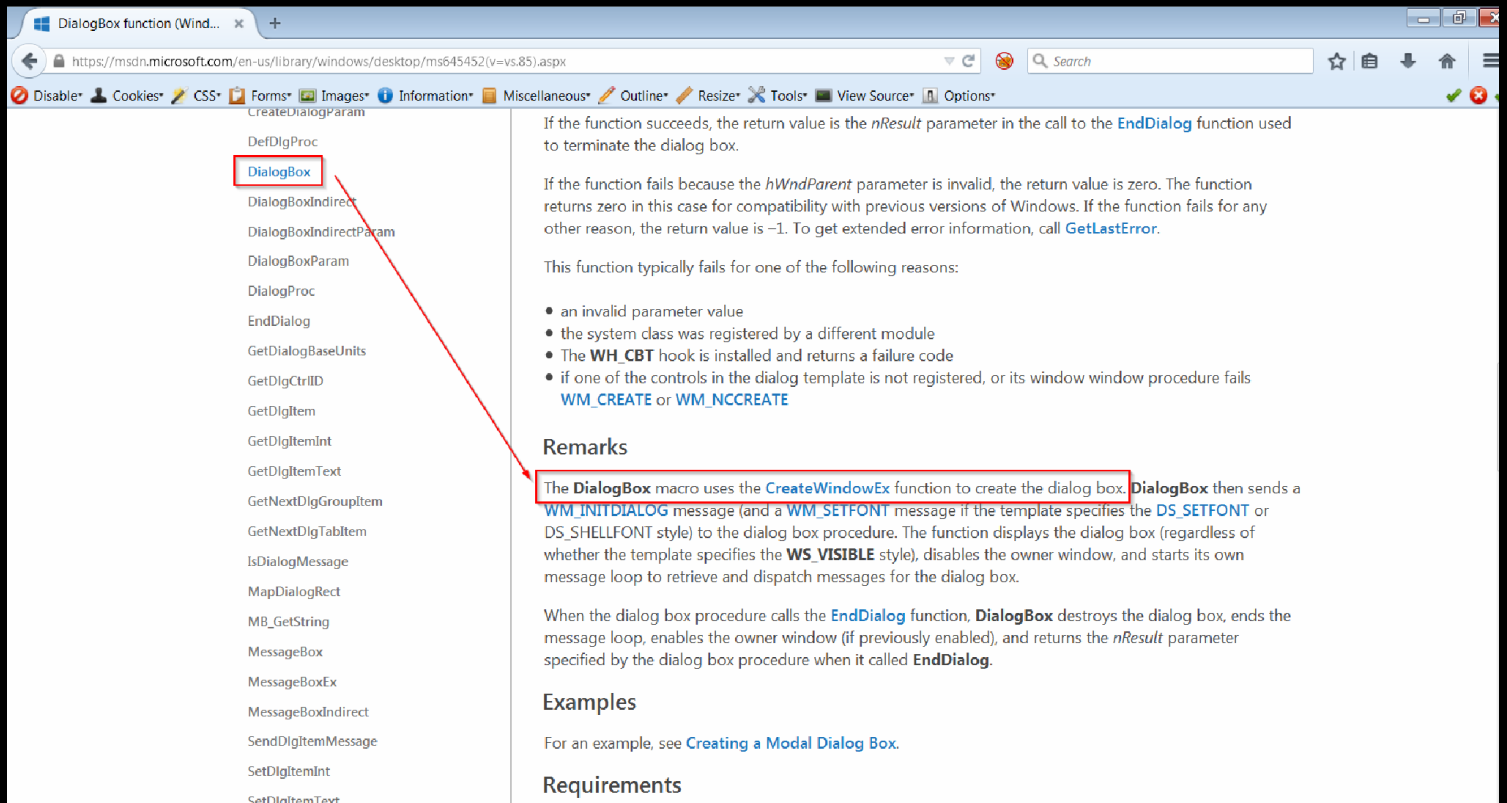 DialogBox function (Wind...
https://msdn.microsoft.com/en-us/library/windows/desktop/ms645452(v=vs.85).aspx
Search
Disable Cookies CSS Forms Images Information Miscellaneous Outline Resize Tools View Source Options
CreateDialogParam
DefDlgProc
DialogBox
DialogBoxIndirect
DialogBoxIndirectParam
DialogBoxParam
DialogProc
EndDialog
GetDialogBaseUnits
GetDlgCtrlID
GetDlgItem
GetDlgItemInt
GetDlgItemText
GetNextDlgGroupItem
GetNextDlgTabItem
IsDialogMessage
MapDialogRect
MB_GetString
MessageBox
MessageBoxEx
MessageBoxIndirect
SendDlgItemMessage
SetDlgItemInt
SetDlgItemText
If the function succeeds, the return value is the nResult parameter in the call to the EndDialog function used
to terminate the dialog box.
If the function fails because the hWndParent parameter is invalid, the return value is zero. The function
returns zero in this case for compatibility with previous versions of Windows. If the function fails for any
other reason, the return value is –1. To get extended error information, call GetLastError.
This function typically fails for one of the following reasons:
• an invalid parameter value
• the system class was registered by a different module
• The WH_CBT hook is installed and returns a failure code
• if one of the controls in the dialog template is not registered, or its window window procedure fails
WM_CREATE or WM_NCCREATE
Remarks
The DialogBox macro uses the CreateWindowEx function to create the dialog box. DialogBox then sends a
WM_INITDIALOG message (and a WM_SETFONT message if the template specifies the DS_SETFONT or
DS_SHELLFONT style) to the dialog box procedure. The function displays the dialog box (regardless of
whether the template specifies the WS_VISIBLE style), disables the owner window, and starts its own
message loop to retrieve and dispatch messages for the dialog box.
When the dialog box procedure calls the EndDialog function, DialogBox destroys the dialog box, ends the
message loop, enables the owner window (if previously enabled), and returns the nResult parameter
specified by the dialog box procedure when it called EndDialog.
Examples
For an example, see Creating a Modal Dialog Box.
Requirements